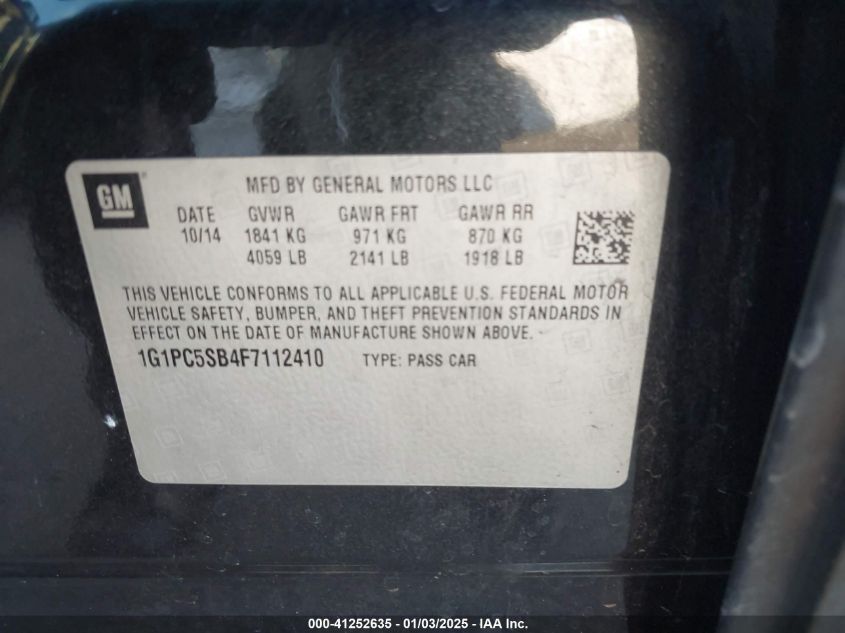 GM
MFD BY GENERAL MOTORS LLC
DATE GVWR GAWR FRT GAWR RR
10/14 1841 KG 971 KG 870 KG
4059 LB 2141 LB 1918 LB
THIS VEHICLE CONFORMS TO ALL APPLICABLE U.S. FEDERAL MOTOR
VEHICLE SAFETY, BUMPER, AND THEFT PREVENTION STANDARDS IN
EFFECT ON THE DATE OF MANUFACTURE SHOWN ABOVE.
1G1PC5SB4F7112410 TYPE: PASS CAR
000-41252635 - 01/03/2025 - IAA Inc.